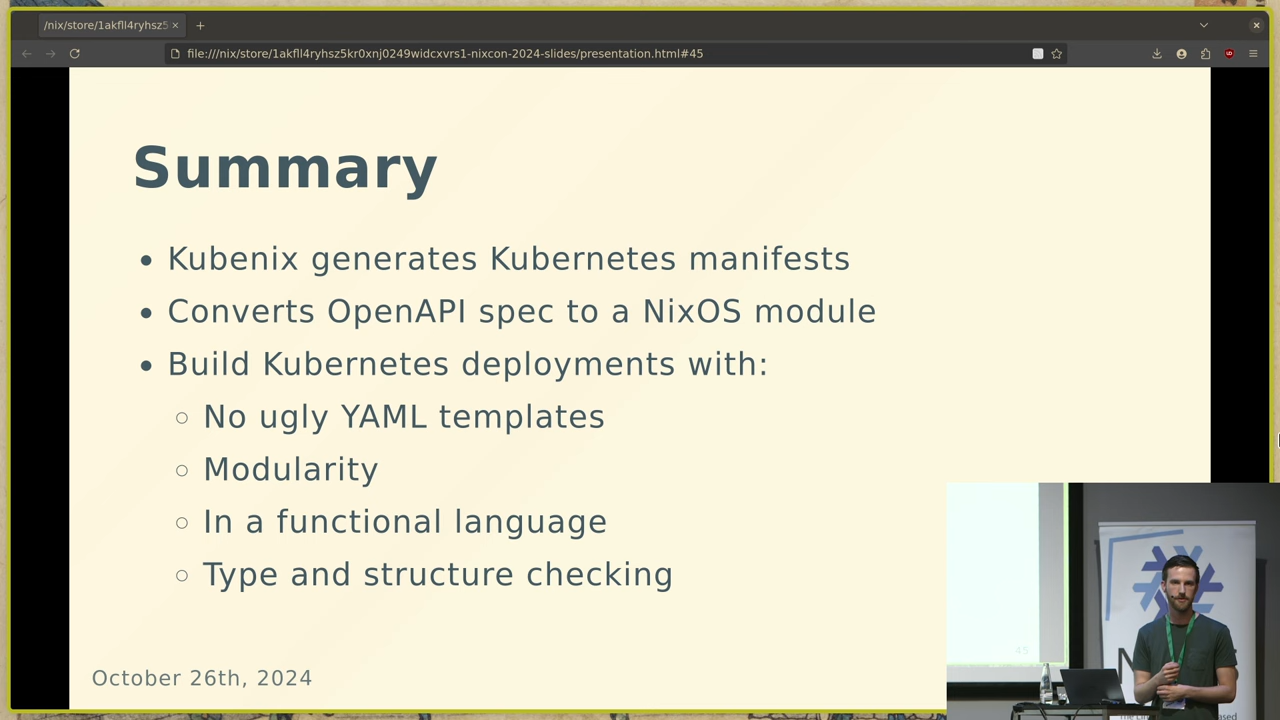 /nix/store/1akfll4ryhsz5
file:///nix/store/1akfll4ryhsz5kr0xnj0249widcxvrs1-nixcon-2024-slides/presentation.html#45
Summary
• Kubenix generates Kubernetes manifests
• Converts OpenAPI spec to a NixOS module
• Build Kubernetes deployments with:
○ No ugly YAML templates
○ Modularity
○ In a functional language
○ Type and structure checking
October 26th, 2024
45